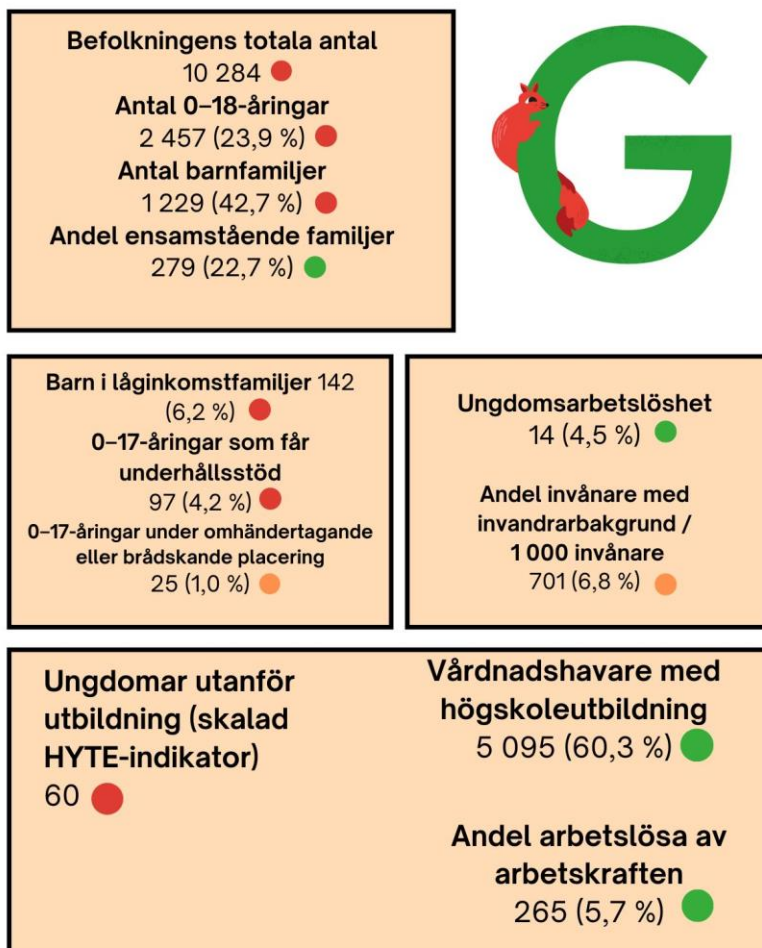 Befolkningens totala antal
10 284
Antal 0–18-åringar
2 457 (23,9 %)
Antal barnfamiljer
1 229 (42,7 %)
Andel ensamstående familjer
279 (22,7 %)
G
Barn i låginkomstfamiljer 142
(6,2 %)
0–17-åringar som får
underhållsstöd
97 (4,2 %)
0–17-åringar under omhändertagande
eller brådskande placering
25 (1,0 %)
Ungdomsarbetslöshet
14 (4,5 %)
Andel invånare med
invandrarbakgrund /
1 000 invånare
701 (6,8 %)
Ungdomar utanför
utbildning (skalad
HYTE-indikator)
60
Vårdnadshavare med
högskoleutbildning
5 095 (60,3 %)
Andel arbetslösa av
arbetskraften
265 (5,7 %)